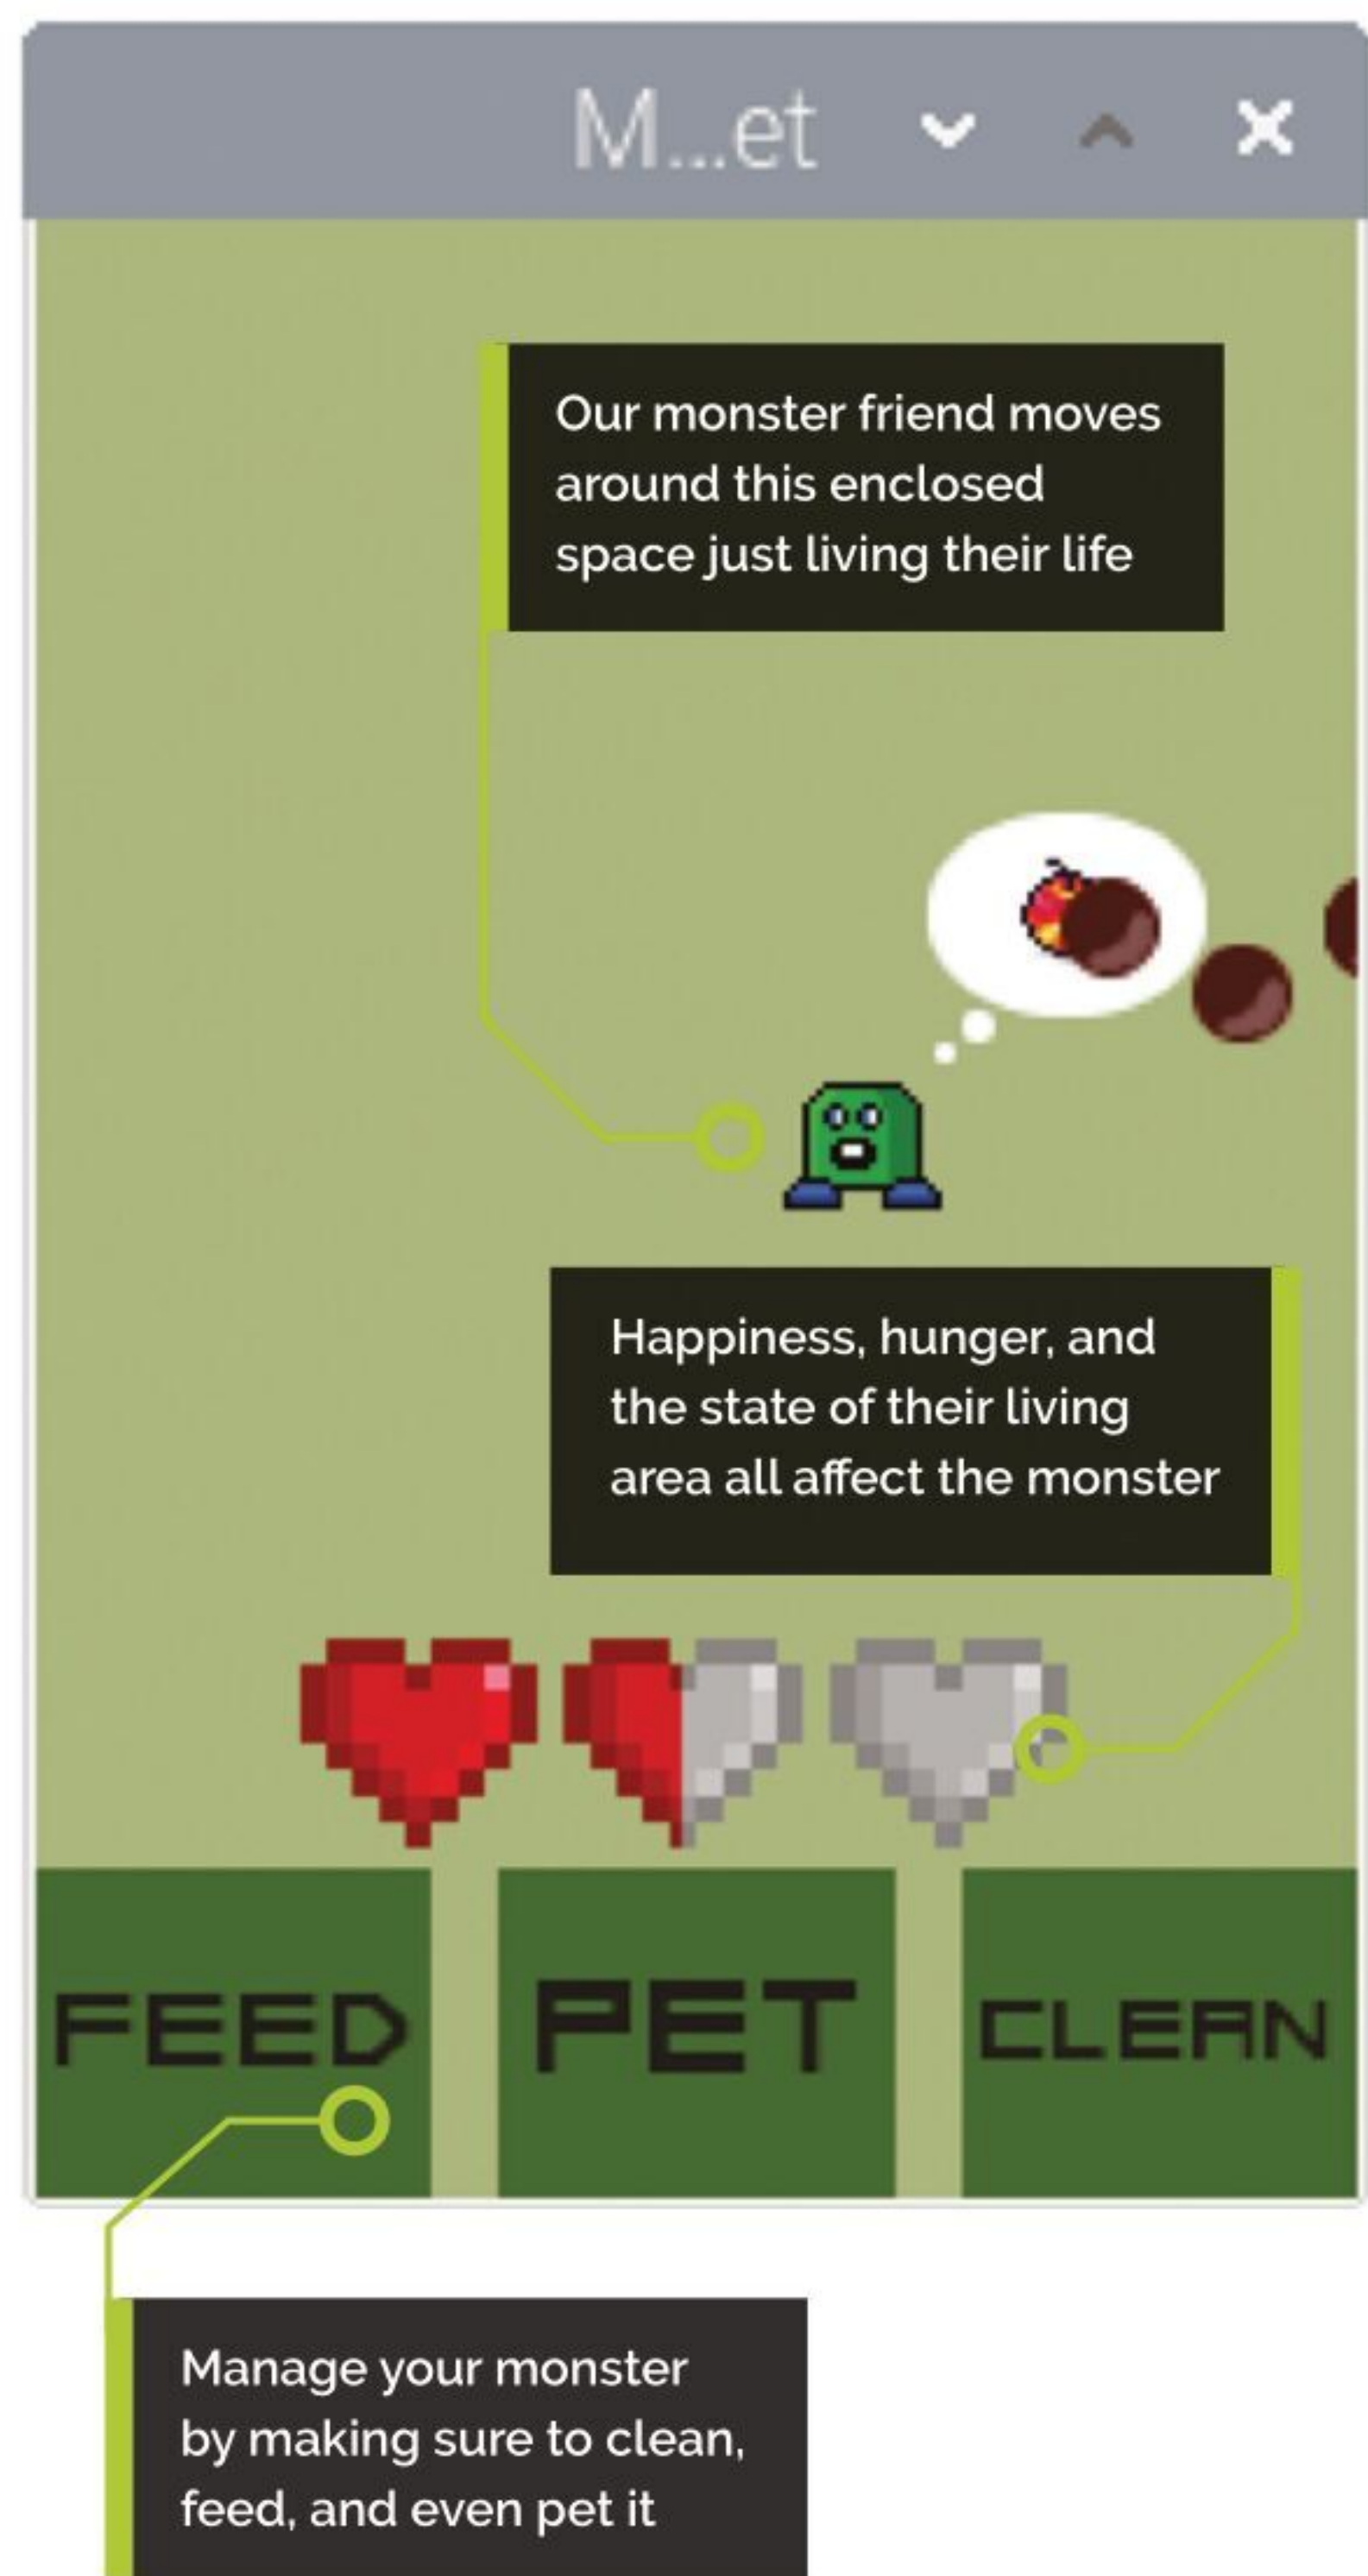 M...et
Our monster friend moves
around this enclosed
space just living their life
Happiness, hunger, and
the state of their living
area all affect the monster
FEED
PET
CLEAN
Manage your monster
by making sure to clean,
feed, and even pet it